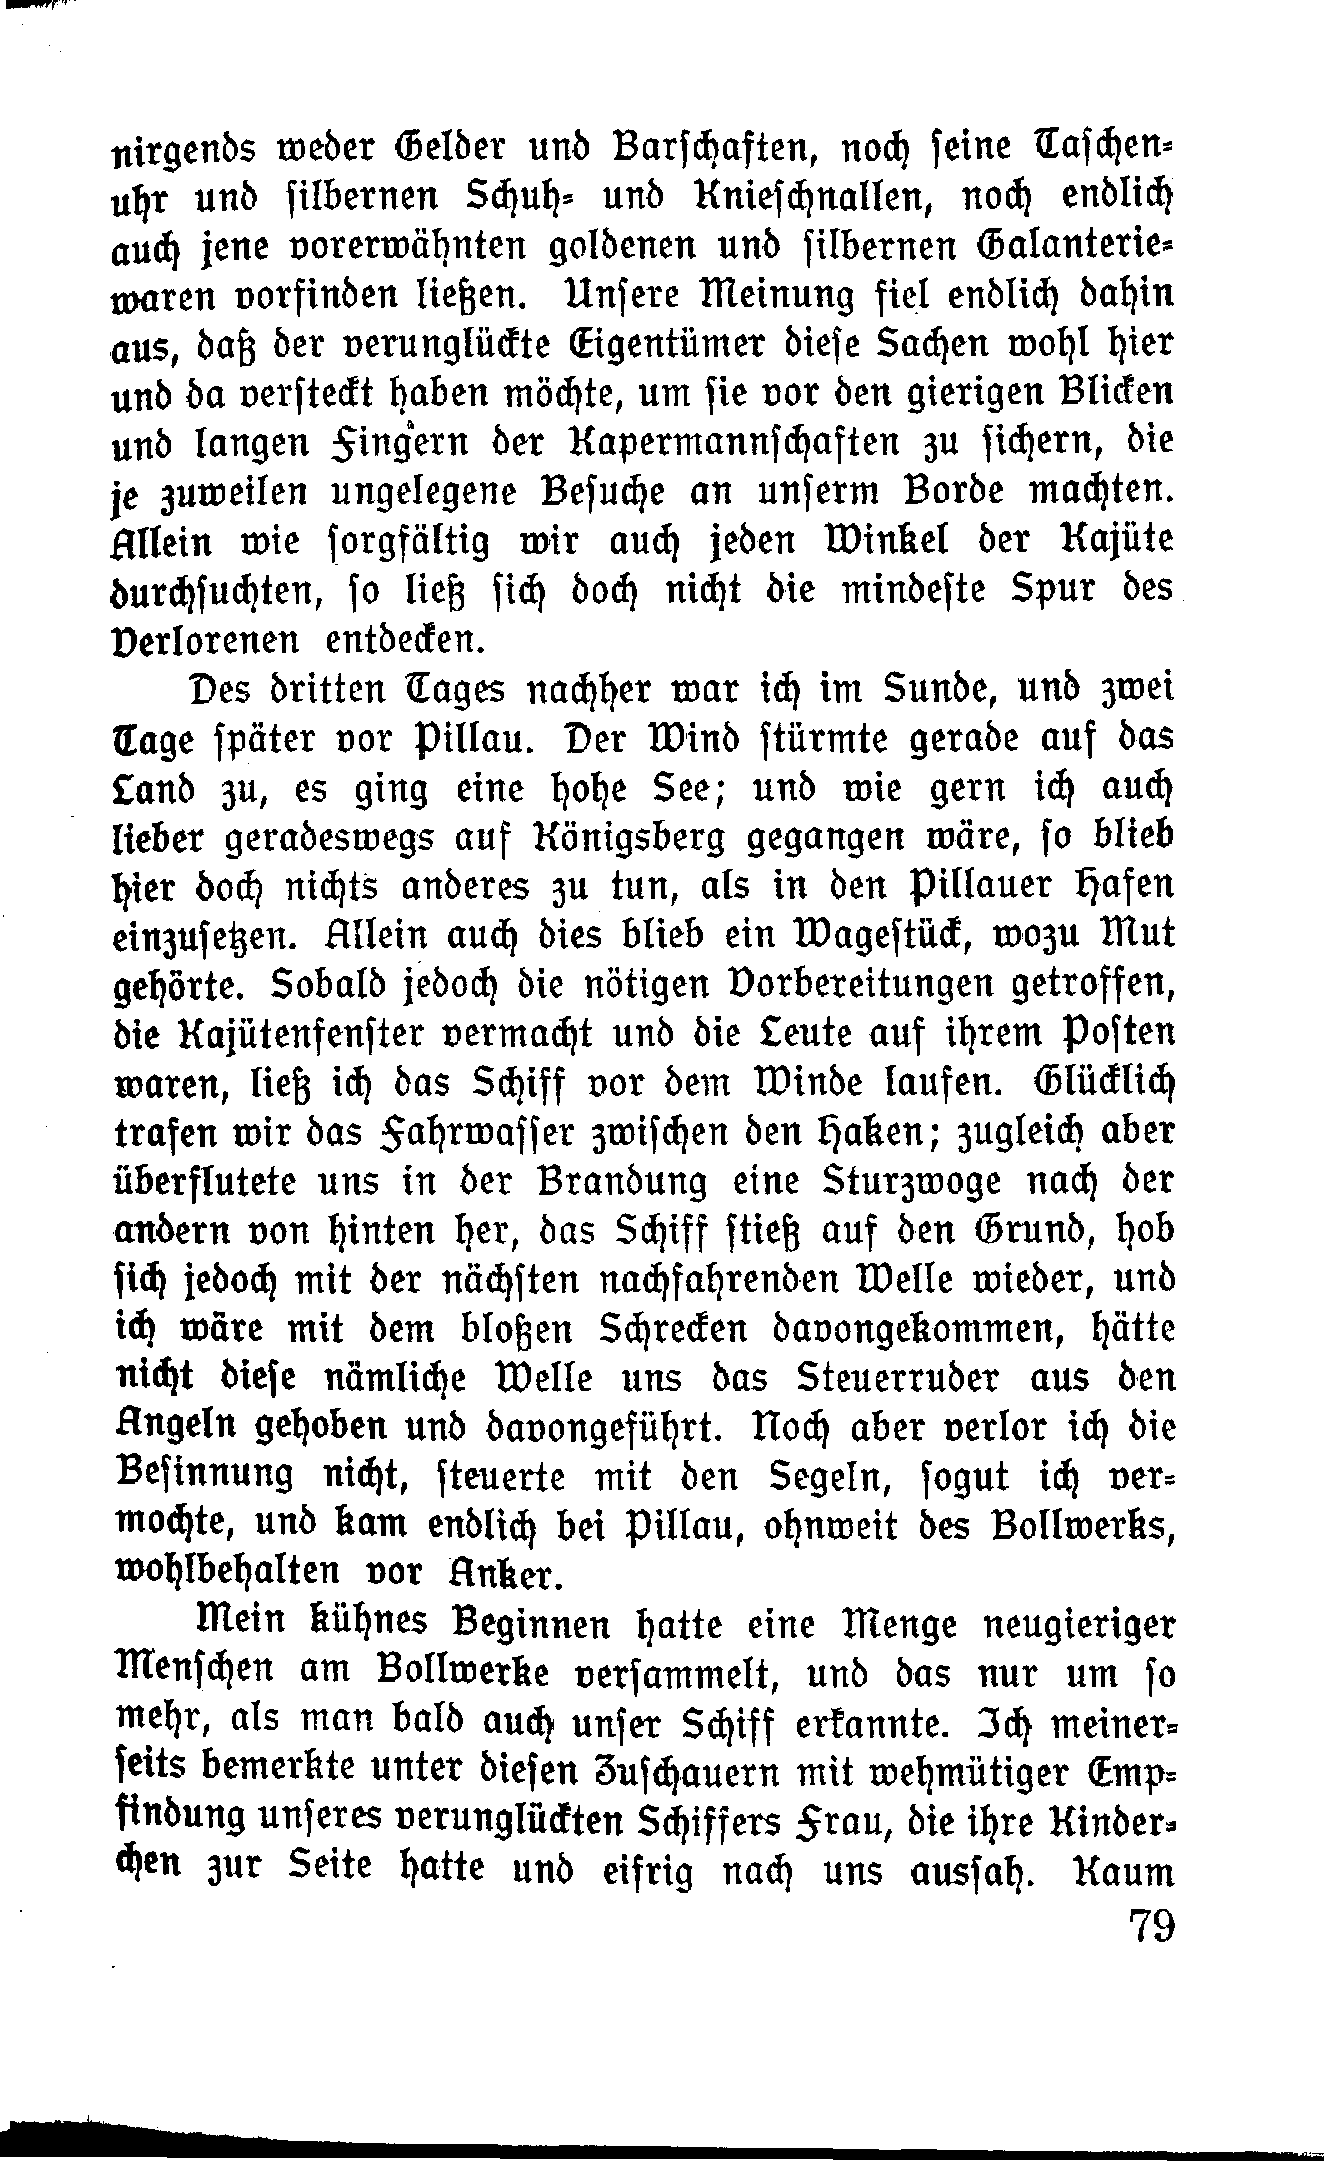 nirgends weder Gelder und Barschaften, noch seine Taschen-
uhr und silbernen Schuh- und Knieschnallen, noch endlich
auch jene vorerwähnten goldenen und silbernen Galanterie-
waren vorfinden ließen. Unsere Meinung fiel endlich dahin
aus, daß der verunglückte Eigentümer diese Sachen wohl hier
und da versteckt haben möchte, um sie vor den gierigen Blicken
und langen Fingern der Kapermannschaften zu sichern, die
je zuweilen ungelegene Besuche an unserm Borde machten.
Allein wie sorgfältig wir auch jeden Winkel der Kajüte
durchsuchten, so ließ sich doch nicht die mindeste Spur des
Verlorenen entdecken.
Des dritten Tages nachher war ich im Sunde, und zwei
Tage später vor Pillau. Der Wind stürmte gerade auf das
Land zu, es ging eine hohe See; und wie gern ich auch
lieber geradeswegs auf Königsberg gegangen wäre, so blieb
hier doch nichts anderes zu tun, als in den Pillauer Hafen
einzusetzen. Allein auch dies blieb ein Wagestück, wozu Mut
gehörte. Sobald jedoch die nötigen Vorbereitungen getroffen,
die Kajütenfenster vermacht und die Leute auf ihrem Posten
waren, ließ ich das Schiff vor dem Winde laufen. Glücklich
trafen wir das Fahrwasser zwischen den Haken; zugleich aber
überflutete uns in der Brandung eine Sturzwoge nach der
andern von hinten her, das Schiff stieß auf den Grund, hob
sich jedoch mit der nächsten nachfahrenden Welle wieder, und
ich wäre mit dem bloßen Schrecken davongekommen, hätte
nicht diese nämliche Welle uns das Steuerruder aus den
Angeln gehoben und davongeführt. Noch aber verlor ich die
Besinnung nicht, steuerte mit den Segeln, sogut ich ver-
mochte, und kam endlich bei Pillau, ohnweit des Bollwerks,
wohlbehalten vor Anker.
Mein kühnes Beginnen hatte eine Menge neugieriger
Menschen am Bollwerke versammelt, und das nur um so
mehr, als man bald auch unser Schiff erkannte. Ich meiner-
seits bemerkte unter diesen Zuschauern mit wehmütiger Emp-
findung unseres verunglückten Schiffers Frau, die ihre Kinder-
chen zur Seite hatte und eifrig nach uns aussah. Kaum
79